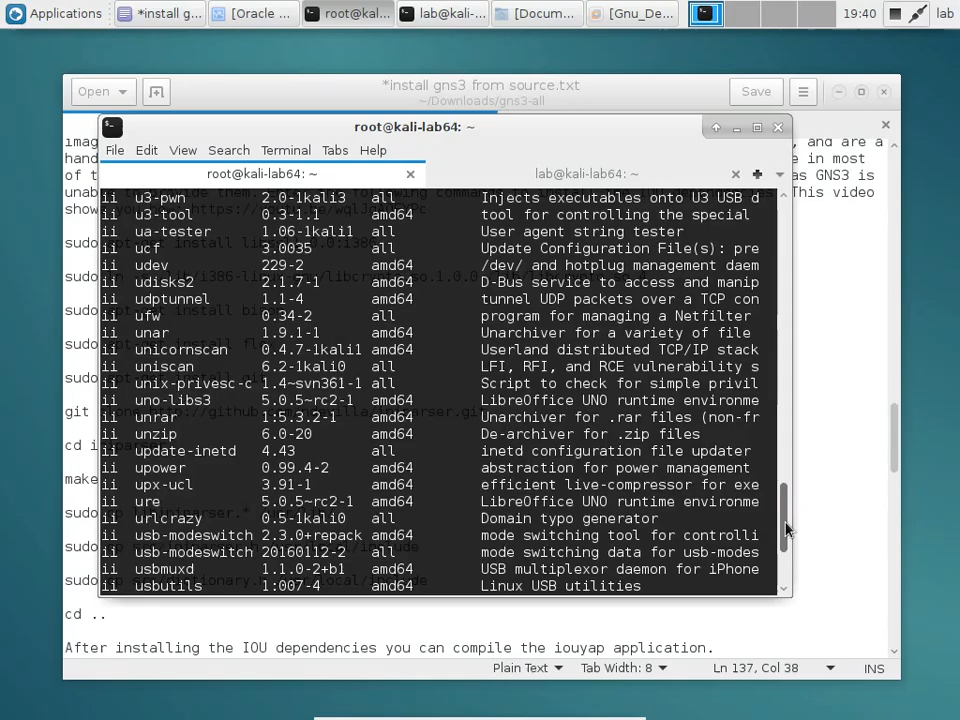 Applications
*install g...
[Oracle ...
root@kal...
lab@kali-...
[Docum...
[Gnu_De...
19:40
lab
Open
*install gns3 from source.txt
~/Downloads/gns3-all
Save
root@kali-lab64: ~
File Edit View Search Terminal Tabs Help
root@kali-lab64: ~
lab@kali-lab64: ~
imag
, and are a
hand
e in most
of t
as GNS3 is
unab
This video
show
ii u3-pwn 2.0-1kali3 all Injects executables onto U3 USB d
ii u3-tool 0.3-1.1 amd64 tool for controlling the special
ii ua-tester 1.06-1kali1 all User agent string tester
ii ucf 3.0035 all Update Configuration File(s): pre
ii udev 229-2 amd64 /dev/ and hotplug management daem
ii udisks2 2.1.7-1 amd64 D-Bus service to access and manip
ii udptunnel 1.1-4 amd64 tunnel UDP packets over a TCP con
ii ufw 0.34-2 all program for managing a Netfilter
ii unar 1.9.1-1 amd64 Unarchiver for a variety of file
ii unicornscan 0.4.7-1kali1 amd64 Userland distributed TCP/IP stack
ii uniscan 6.2-1kali0 all LFI, RFI, and RCE vulnerability s
ii unix-privesc-c 1.4~svn361-1 all Script to check for simple privil
ii uno-libs3 5.0.5~rc2-1 amd64 LibreOffice UNO runtime environme
ii unrar 1:5.3.2-1 amd64 Unarchiver for .rar files (non-fr
ii unzip 6.0-20 amd64 De-archiver for .zip files
ii update-inetd 4.43 all inetd configuration file updater
ii upower 0.99.4-2 amd64 abstraction for power management
ii upx-ucl 3.91-1 amd64 efficient live-compressor for exe
ii ure 5.0.5~rc2-1 amd64 LibreOffice UNO runtime environme
ii urlcrazy 0.5-1kali0 all Domain typo generator
ii usb-modeswitch 2.3.0+repack amd64 mode switching tool for controlli
ii usb-modeswitch 20160112-2 all mode switching data for usb-modes
ii usbmuxd 1.1.0-2+b1 amd64 USB multiplexor daemon for iPhone
ii usbutils 1:007-4 amd64 Linux USB utilities
sudo
sudo
sudo
sudo
sudo
git clone
cd i
make
sudo
sudo
sudo
cd ..
After installing the IOU dependencies you can compile the iouyap application.
Plain Text Tab Width: 8 Ln 137, Col 38 INS